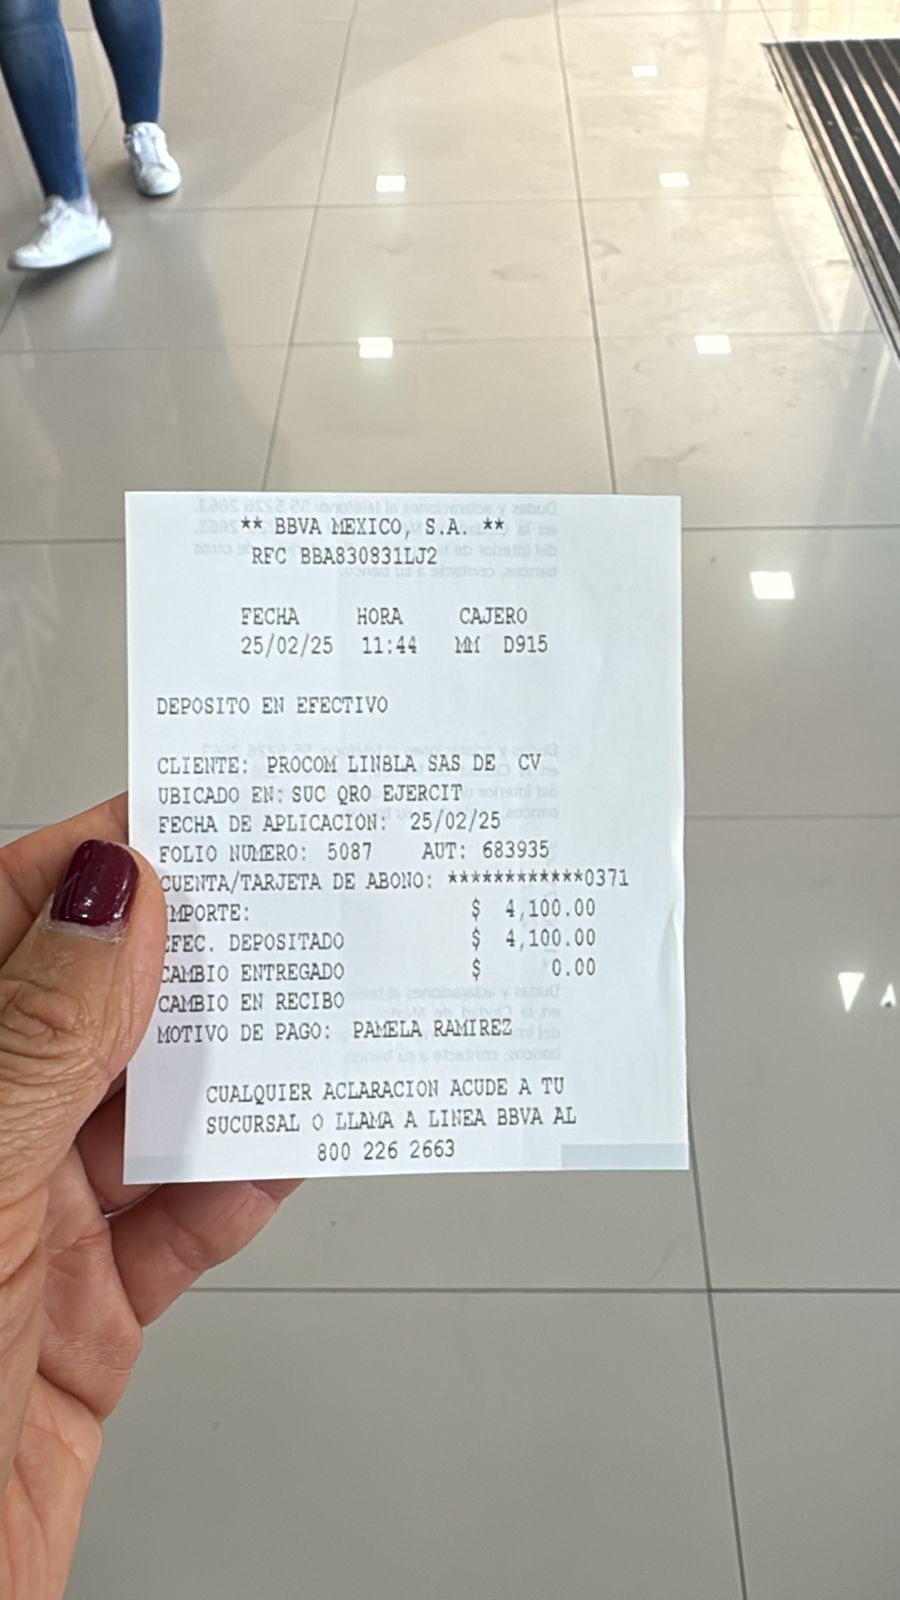 ** BBVA MEXICO, S.A. **
RFC BBA830831LJ2
FECHA HORA CAJERO
25/02/25 11:44 MM D915
DEPOSITO EN EFECTIVO
CLIENTE: PROCOM LINBLA SAS DE CV
UBICADO EN: SUC QRO EJERCIT
FECHA DE APLICACION: 25/02/25
FOLIO NUMERO: 5087 AUT: 683935
CUENTA/TARJETA DE ABONO: ************0371
IMPORTE: $ 4,100.00
EFEC. DEPOSITADO $ 4,100.00
CAMBIO ENTREGADO $ 0.00
CAMBIO EN RECIBO
MOTIVO DE PAGO: PAMELA RAMIREZ
CUALQUIER ACLARACION ACUDE A TU
SUCURSAL O LLAMA A LINEA BBVA AL
800 226 2663